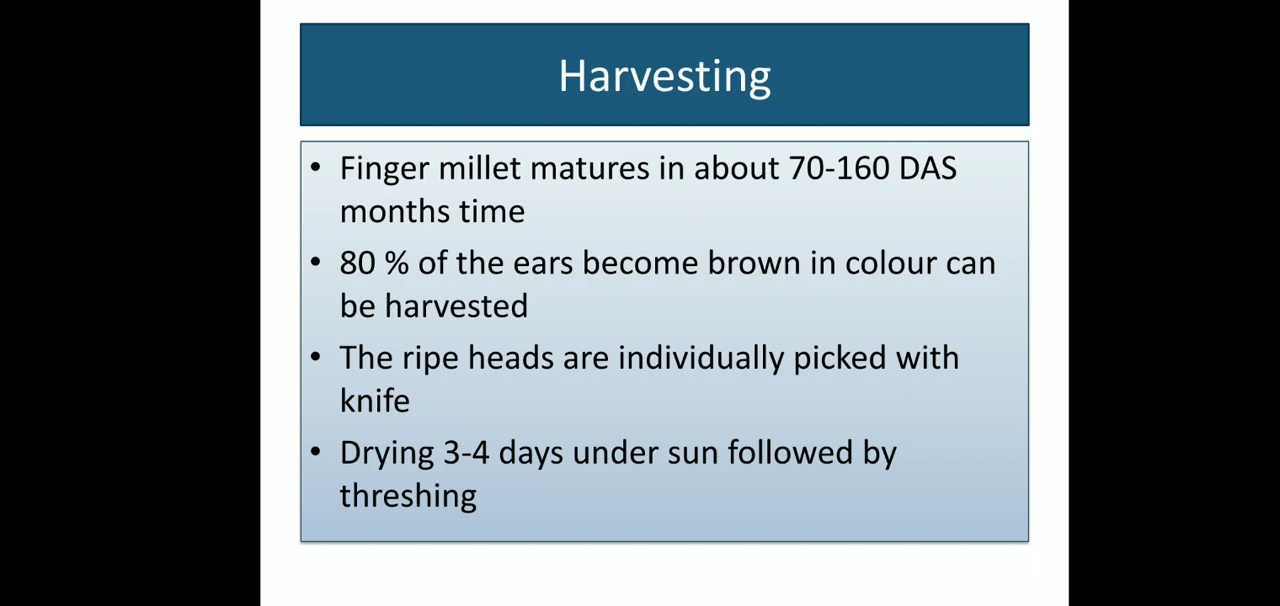 Harvesting
• Finger millet matures in about 70-160 DAS
months time
• 80 % of the ears become brown in colour can
be harvested
• The ripe heads are individually picked with
knife
• Drying 3-4 days under sun followed by
threshing